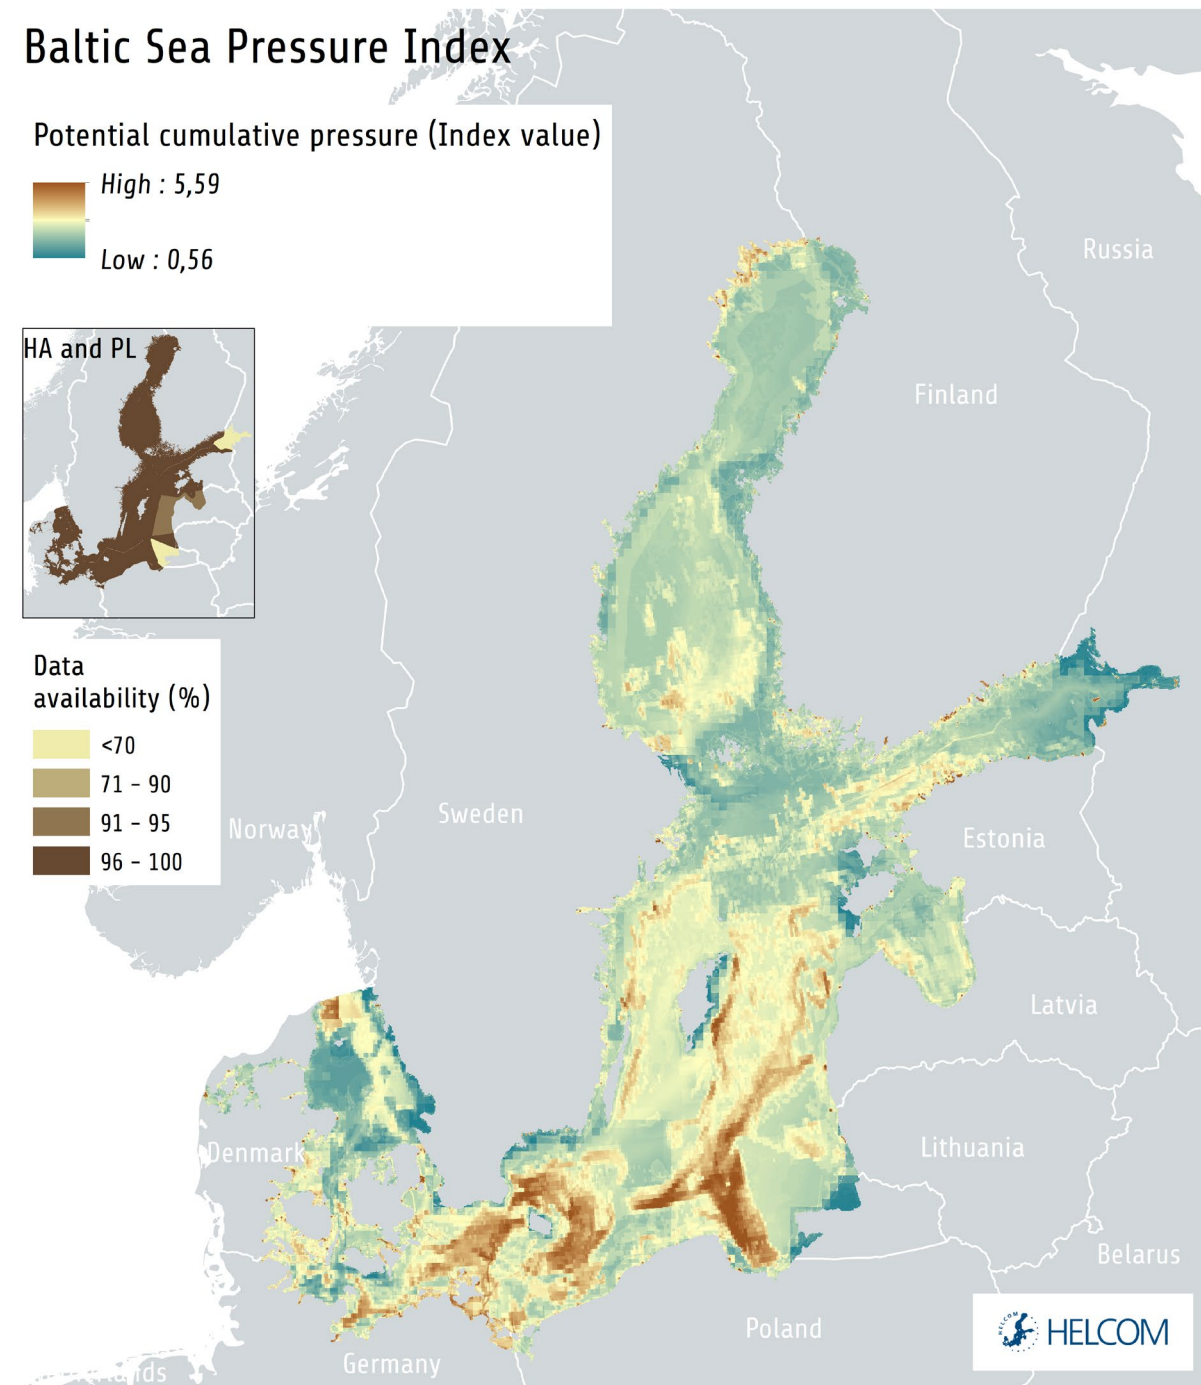 Baltic Sea Pressure Index
Potential cumulative pressure (Index value)
High : 5,59
Low : 0,56
HA and PL
Data
availability (%)
<70
71 - 90
91 - 95
96 - 100
Russia
Finland
Norway
Sweden
Estonia
Latvia
Denmark
Lithuania
Belarus
Poland
Germany
HELCOM
HELCOM